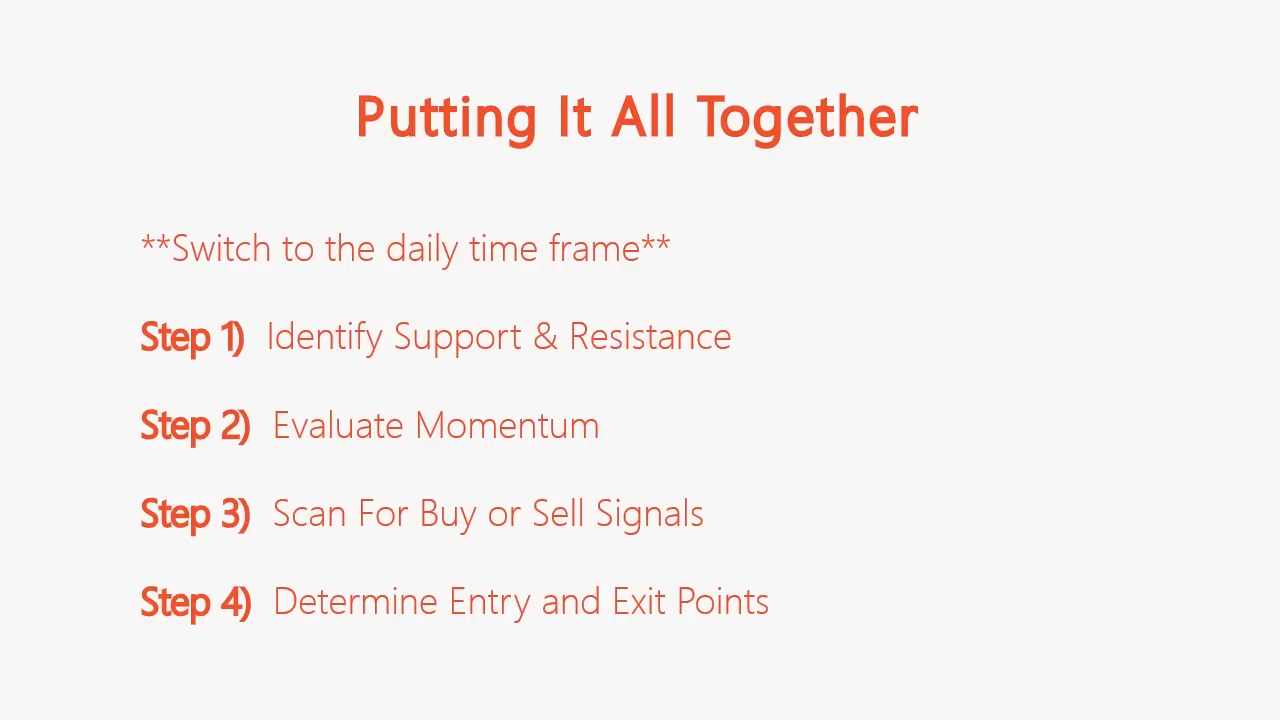 Putting It All Together
**Switch to the daily time frame**
Step 1) Identify Support & Resistance
Step 2) Evaluate Momentum
Step 3) Scan For Buy or Sell Signals
Step 4) Determine Entry and Exit Points